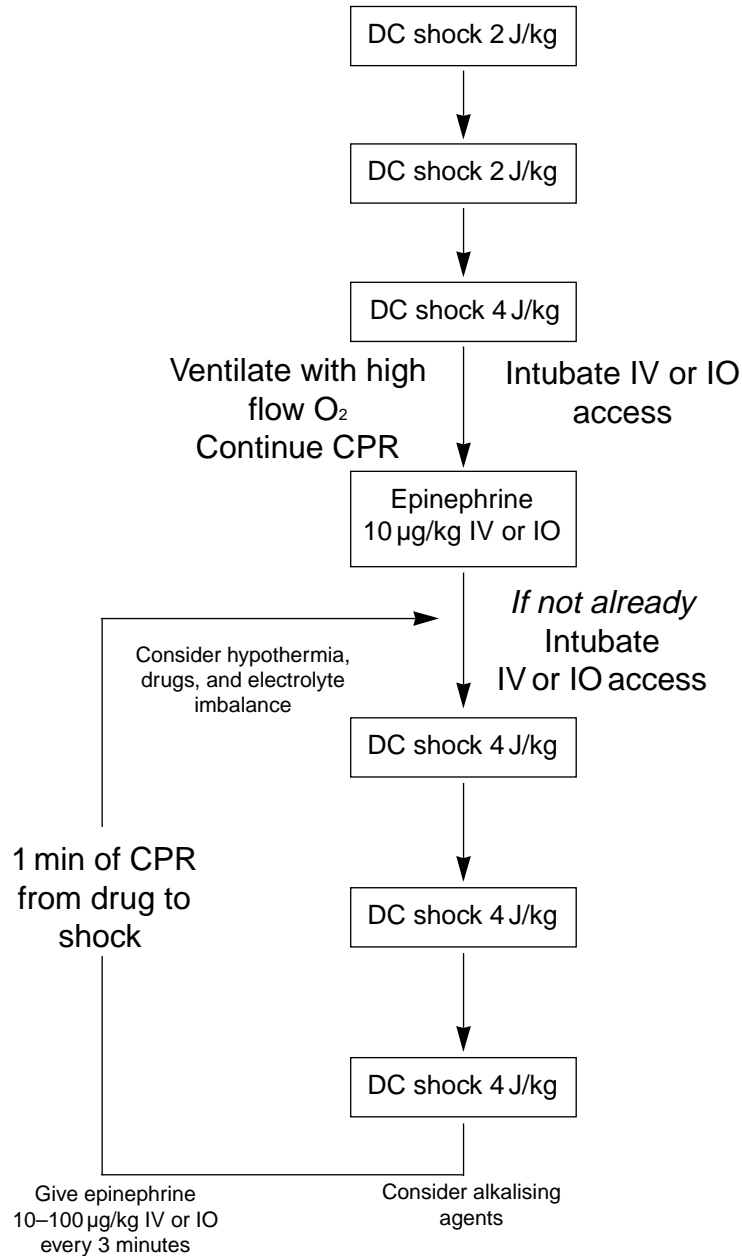 DC shock 2 J/kg
DC shock 2 J/kg
DC shock 4 J/kg
Ventilate with high
flow O₂
Continue CPR
Intubate IV or IO
access
Epinephrine
10 µg/kg IV or IO
If not already
Intubate
IV or IO access
Consider hypothermia,
drugs, and electrolyte
imbalance
DC shock 4 J/kg
1 min of CPR
from drug to
shock
DC shock 4 J/kg
DC shock 4 J/kg
Give epinephrine
10–100 µg/kg IV or IO
every 3 minutes
Consider alkalising
agents